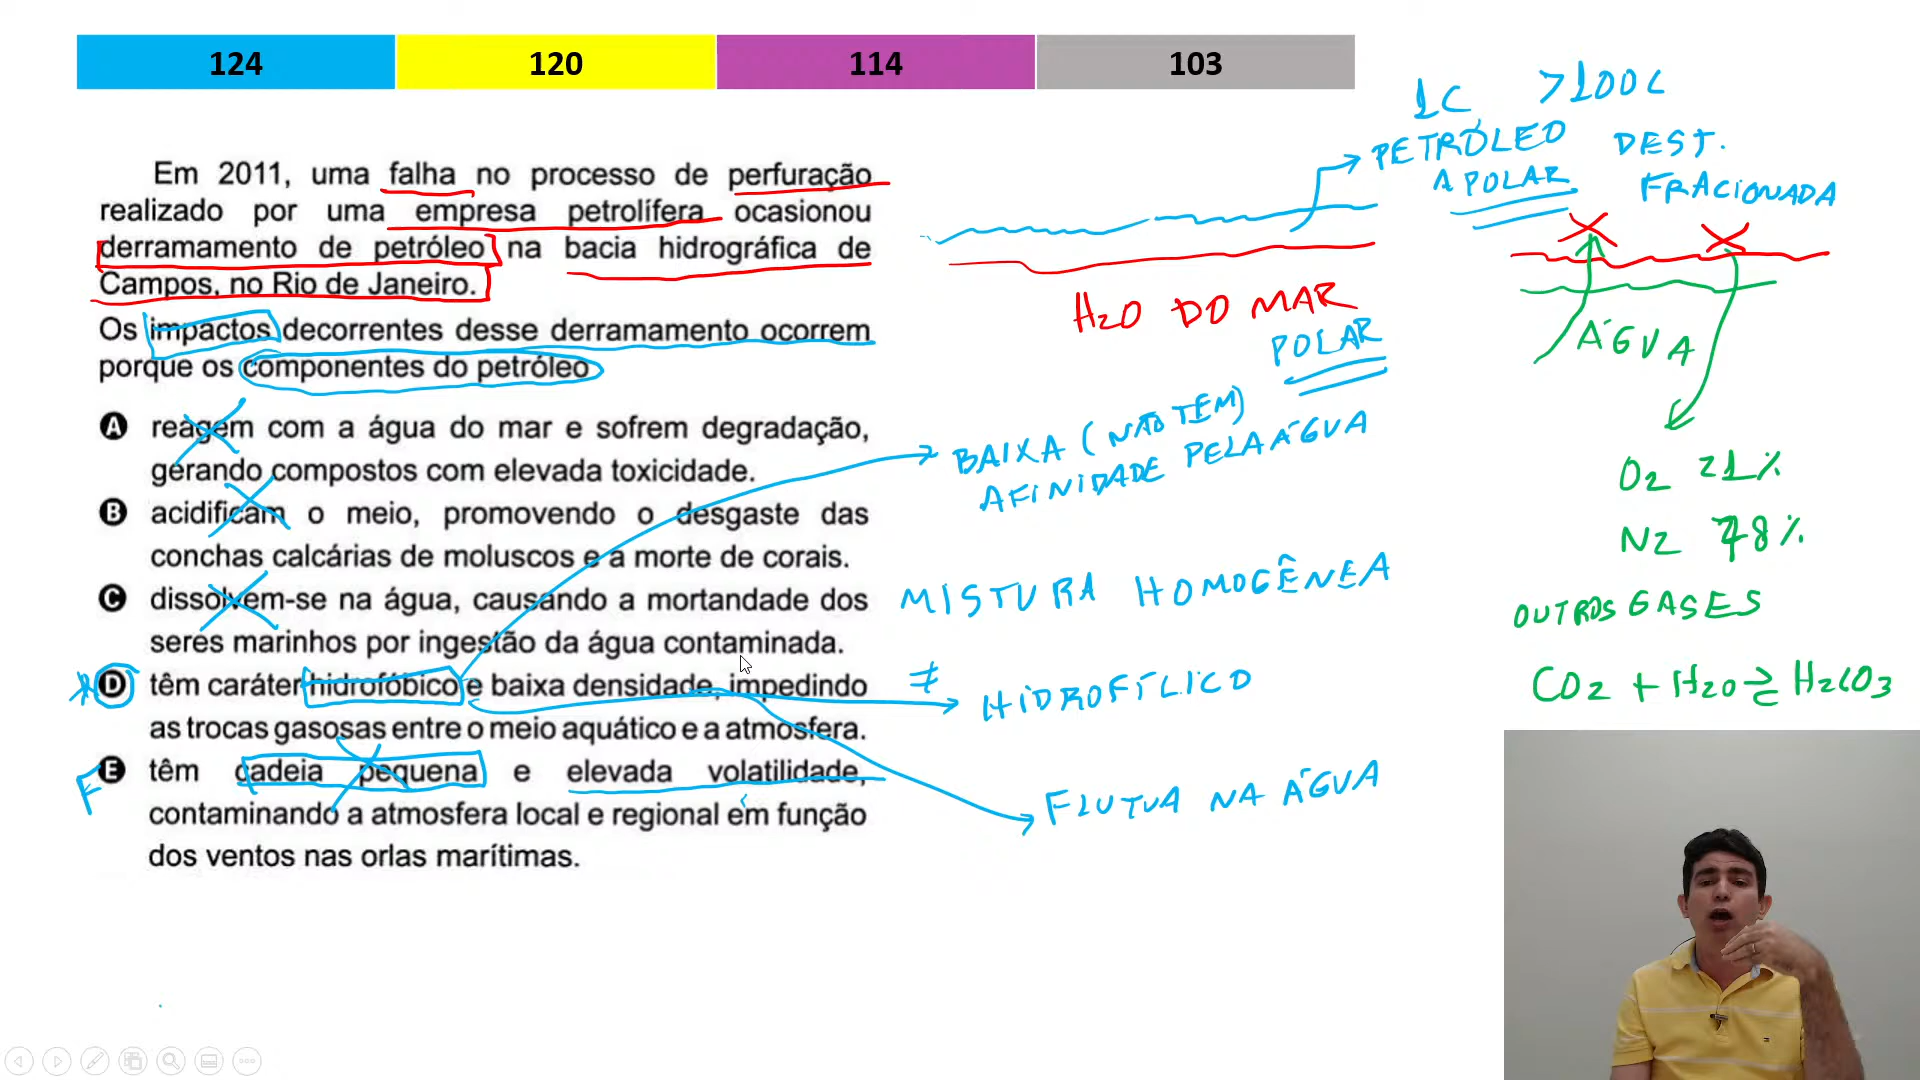 124 120 114 103
Em 2011, uma falha no processo de perfuração
realizado por uma empresa petrolífera ocasionou
derramamento de petróleo na bacia hidrográfica de
Campos, no Rio de Janeiro.
Os impactos decorrentes desse derramamento ocorrem
porque os componentes do petróleo
A reagem com a água do mar e sofrem degradação,
gerando compostos com elevada toxicidade.
B acidificam o meio, promovendo o desgaste das
conchas calcárias de moluscos e a morte de corais.
C dissolvem-se na água, causando a mortandade dos
seres marinhos por ingestão da água contaminada.
D têm caráter hidrofóbico e baixa densidade, impedindo
as trocas gasosas entre o meio aquático e a atmosfera.
F E têm cadeia pequena e elevada volatilidade,
contaminando a atmosfera local e regional em função
dos ventos nas orlas marítimas.
1C >100C
PETRÓLEO
APOLAR
DEST.
FRACIONADA
H2O DO MAR
POLAR
BAIXA (NÃO TEM)
AFINIDADE PELA ÁGUA
MISTURA HOMOGÊNEA
≠ HIDROFÍLICO
FLUTUA NA ÁGUA
ÁGUA
O2 21%
N2 78%
OUTROS GASES
CO2 + H2O ⇌ H2CO3